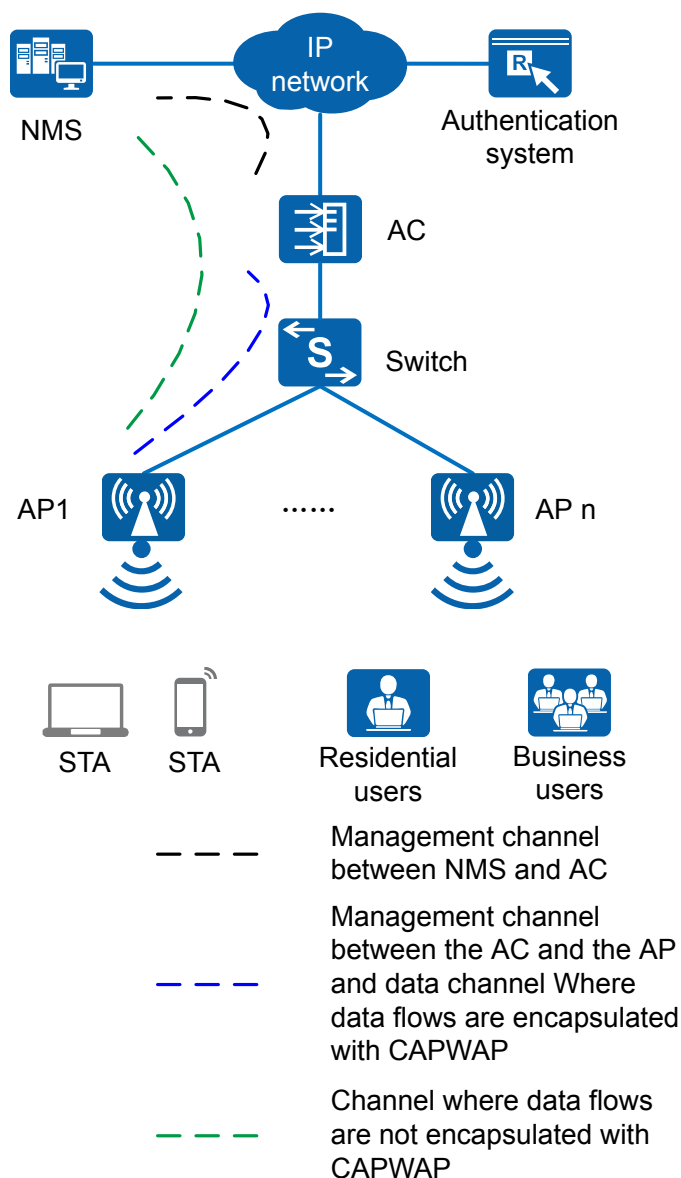 IP
network
R
NMS
Authentication
system
AC
S
Switch
AP1
......
AP n
STA
STA
Residential
users
Business
users
Management channel
between NMS and AC
Management channel
between the AC and the AP
and data channel Where
data flows are encapsulated
with CAPWAP
Channel where data flows
are not encapsulated with
CAPWAP